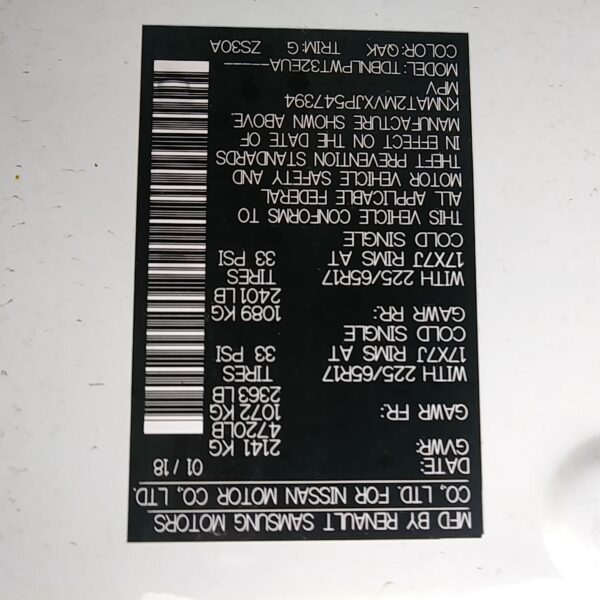 MFD BY RENAULT SAMSUNG MOTORS
CO., LTD. FOR NISSAN MOTOR CO., LTD.
DATE: 01 / 18
GVWR: 2141 KG
4720LB
GAWR FR: 1072 KG
2363 LB
WITH 225/65R17 TIRES
17X7J RIMS AT 33 PSI
COLD SINGLE
GAWR RR: 1089 KG
2401 LB
WITH 225/65R17 TIRES
17X7J RIMS AT 33 PSI
COLD SINGLE
THIS VEHICLE CONFORMS TO
ALL APPLICABLE FEDERAL
MOTOR VEHICLE SAFETY AND
THEFT PREVENTION STANDARDS
IN EFFECT ON THE DATE OF
MANUFACTURE SHOWN ABOVE.
KNMAT2MVXJP547394
MPV
MODEL: TDBNLPWT32EUA-----
COLOR: QAK TRIM:G ZS30A